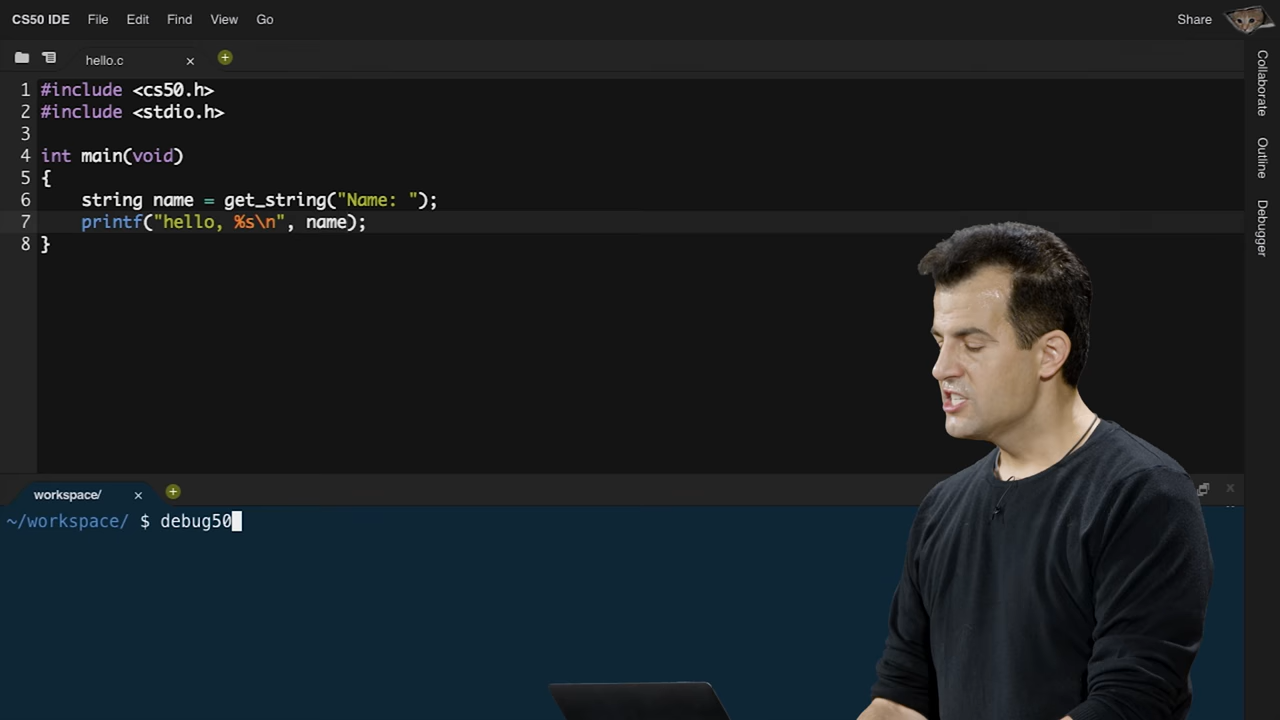 CS50 IDE File Edit Find View Go Share
hello.c
1 #include <cs50.h>
2 #include <stdio.h>
3
4 int main(void)
5 {
6     string name = get_string("Name: ");
7     printf("hello, %s\n", name);
8 }
Collaborate
Outline
Debugger
workspace/
~/workspace/ $ debug50